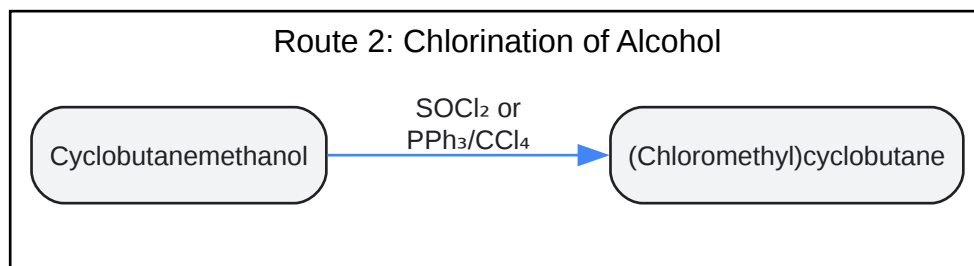 Route 2: Chlorination of Alcohol
SOCl₂ or
PPh₃/CCl₄
Cyclobutanemethanol
(Chloromethyl)cyclobutane